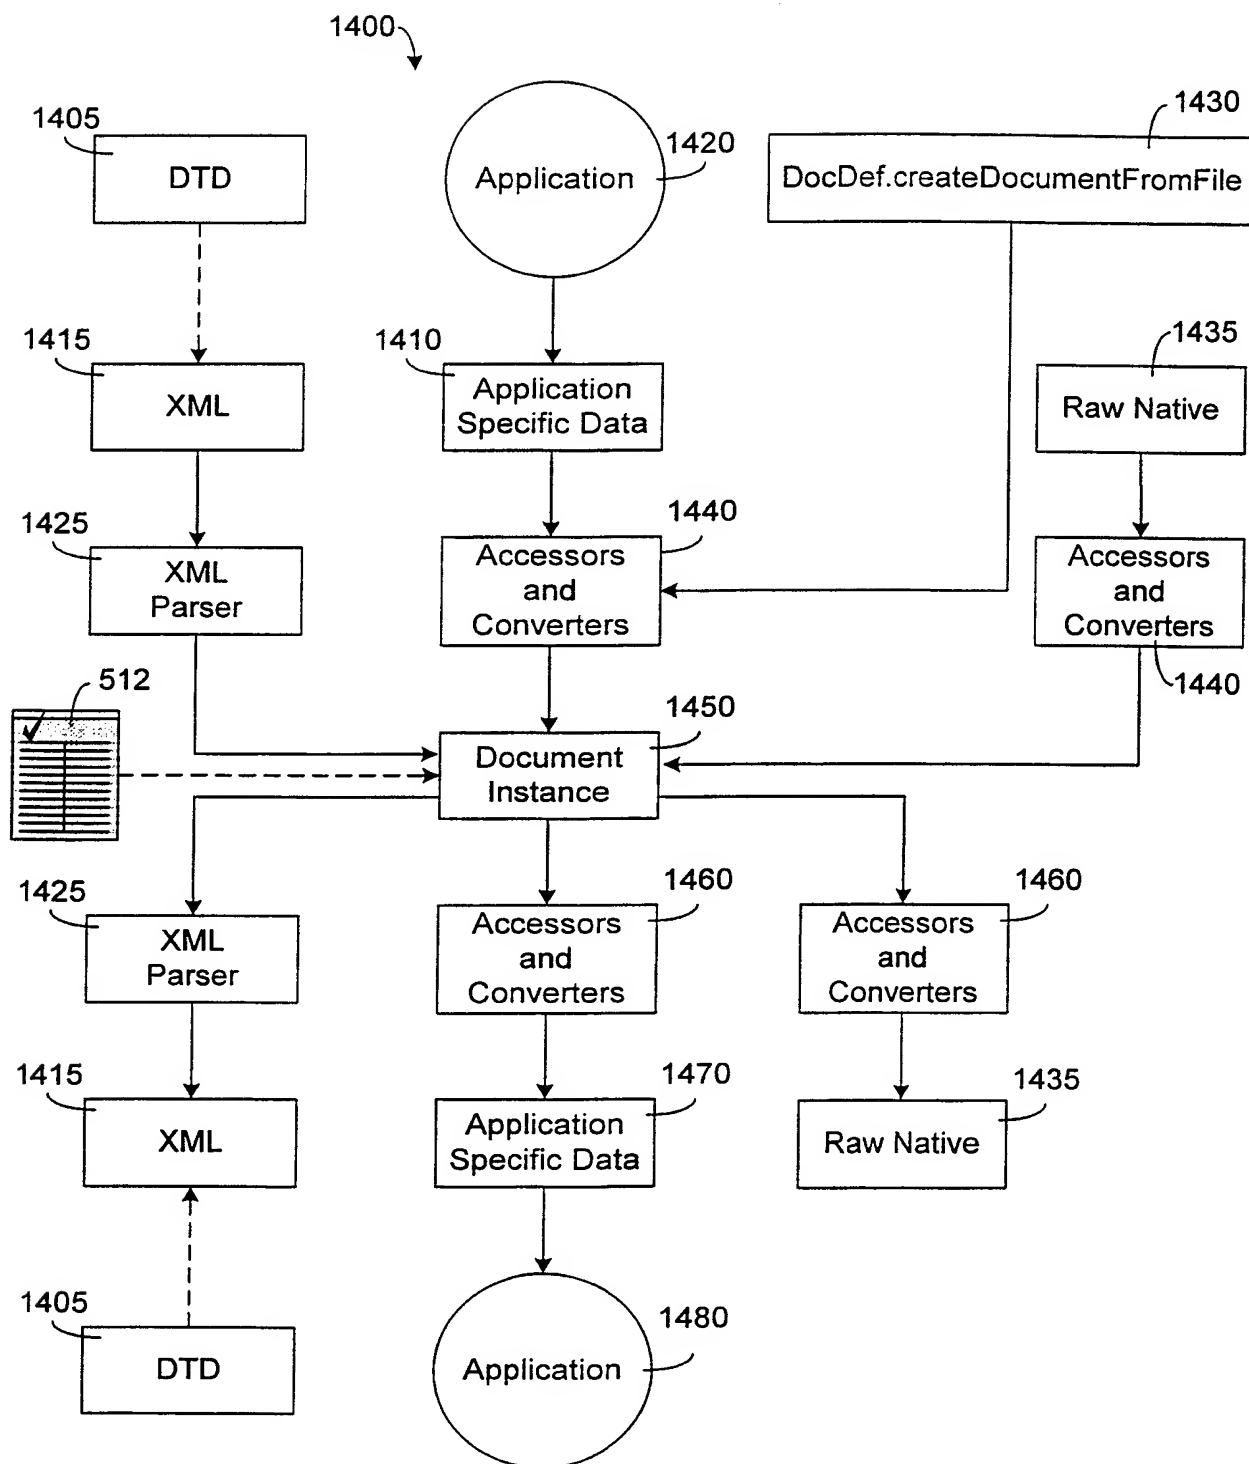 1400
1405
DTD
Application
1420
1430
DocDef.createDocumentFromFile
1415
XML
1410
Application
Specific Data
1435
Raw Native
1425
XML
Parser
1440
Accessors
and
Converters
Accessors
and
Converters
1440
512
1450
Document
Instance
1425
XML
Parser
1460
Accessors
and
Converters
1460
Accessors
and
Converters
1415
XML
1470
Application
Specific Data
1435
Raw Native
1405
DTD
Application
1480